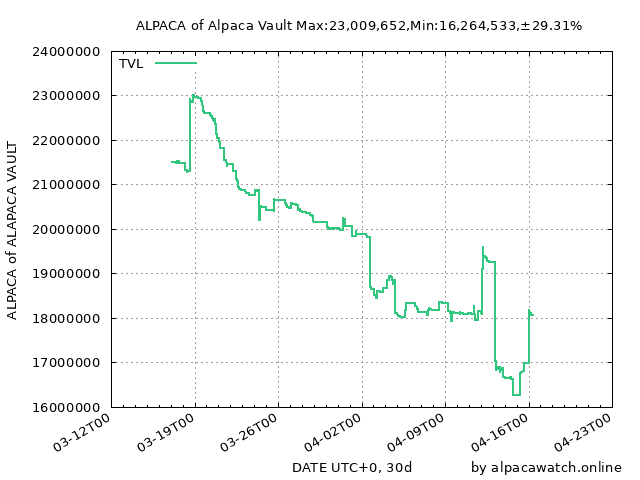 ALPACA of Alpaca Vault Max:23,009,652,Min:16,264,533,±29.31%
TVL
24000000
23000000
22000000
21000000
20000000
19000000
18000000
17000000
16000000
ALPACA of ALAPACA VAULT
03-12T00
03-19T00
03-26T00
04-02T00
04-09T00
04-16T00
04-23T00
DATE UTC+0, 30d
by alpacawatch.online